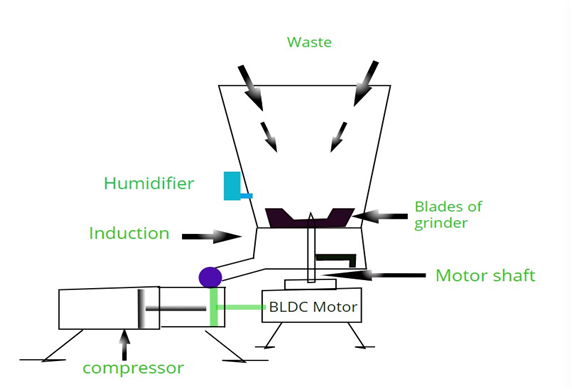 Waste
Humidifier
Blades of
grinder
Induction
Motor shaft
BLDC Motor
compressor